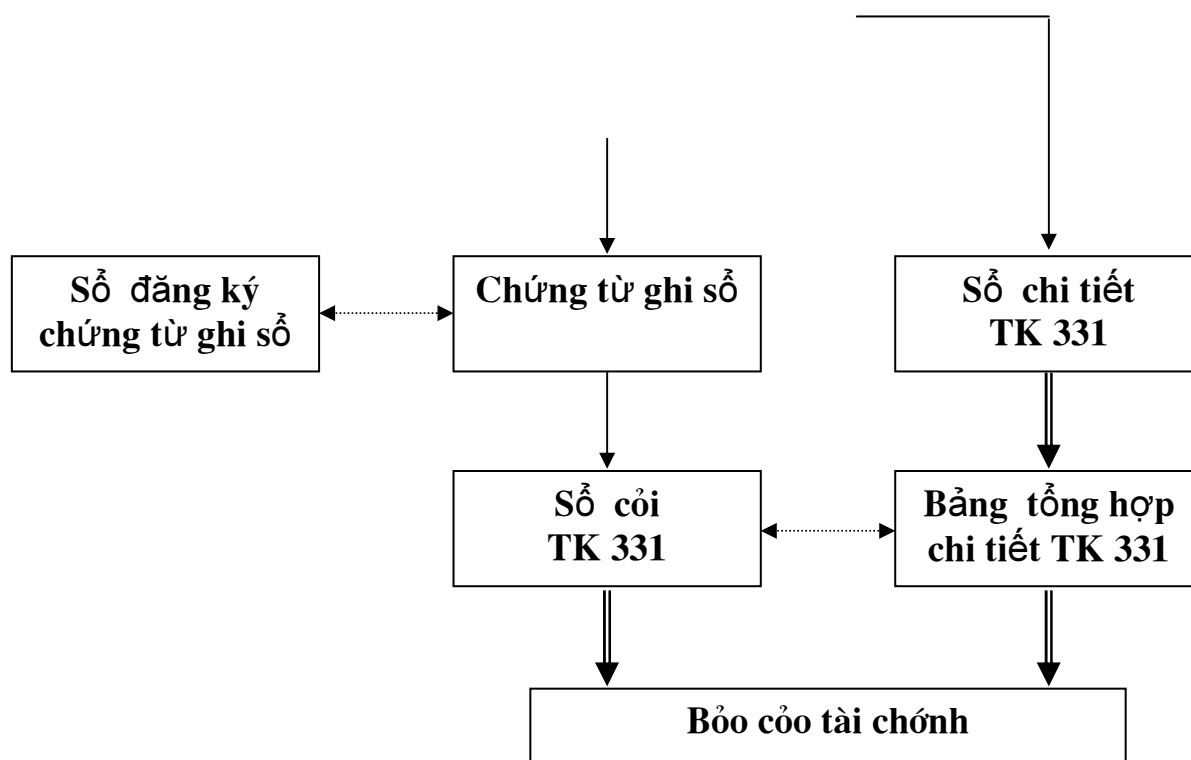 Sổ đăng ký
chứng từ ghi sổ
Chứng từ ghi sổ
Sổ chi tiết
TK 331
Sổ cỏi
TK 331
Bảng tổng hợp
chi tiết TK 331
Bỏo cỏo tài chớnh